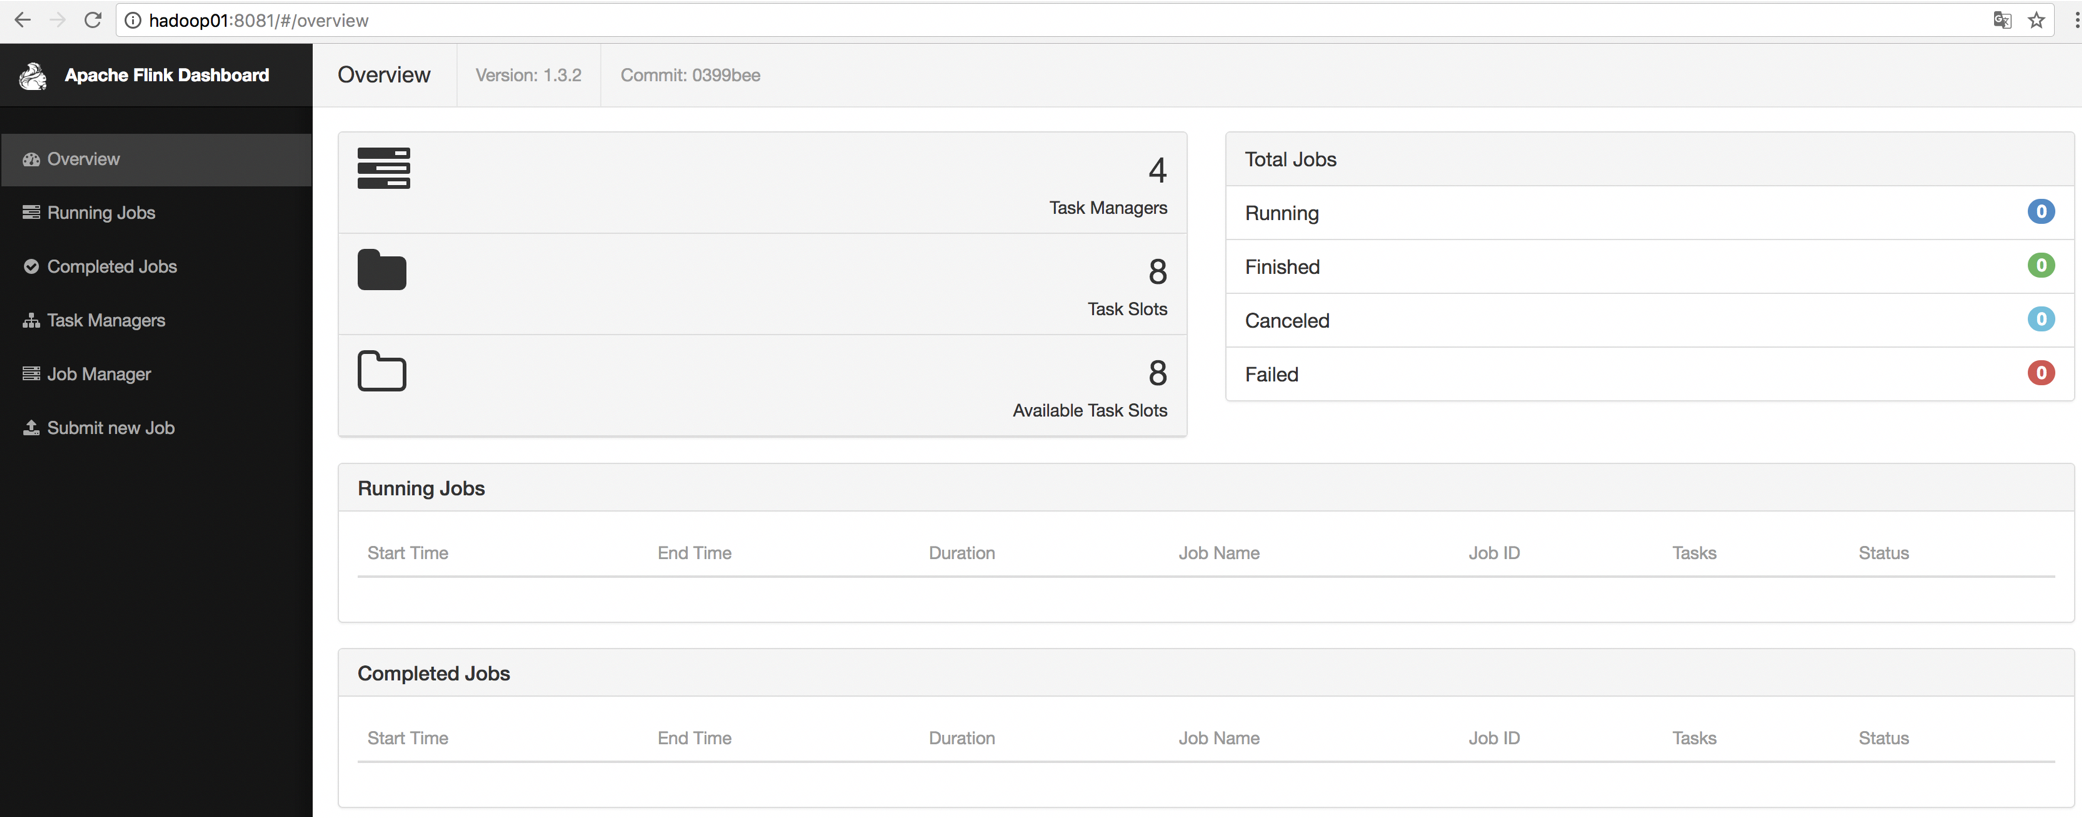 hadoop01:8081/#/overview
Apache Flink Dashboard
Overview
Version: 1.3.2
Commit: 0399bee
Overview
Running Jobs
Completed Jobs
Task Managers
Job Manager
Submit new Job
4
Task Managers
8
Task Slots
8
Available Task Slots
Total Jobs
Running 0
Finished 0
Canceled 0
Failed 0
Running Jobs
Start Time End Time Duration Job Name Job ID Tasks Status
Completed Jobs
Start Time End Time Duration Job Name Job ID Tasks Status